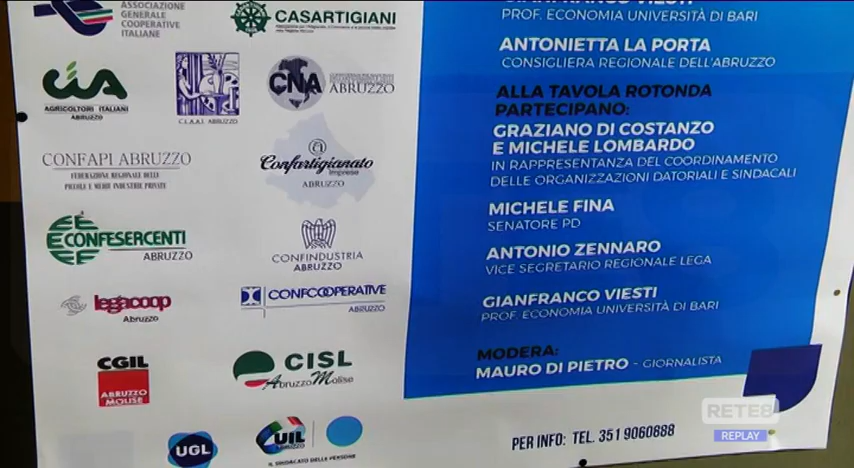 ASSOCIAZIONE
GENERALE
COOPERATIVE
ITALIANE
CASARTIGIANI
CIA
AGRICOLTORI ITALIANI
ABRUZZO
C.L.A.A.I. ABRUZZO
CNA
ABRUZZO
CONFAPI ABRUZZO
FEDERAZIONE REGIONALE DELLE
PICCOLE E MEDIE INDUSTRIE PRIVATE
Confartigianato
Imprese
ABRUZZO
CONFESERCENTI
ABRUZZO
CONFINDUSTRIA
ABRUZZO
legacoop
Abruzzo
CONFCOOPERATIVE
ABRUZZO
CGIL
ABRUZZO
MOLISE
CISL
AbruzzoMolise
UGL
UIL
IL SINDACATO DELLE PERSONE
GIANFRANCO VIESTI
PROF. ECONOMIA UNIVERSITÀ DI BARI
ANTONIETTA LA PORTA
CONSIGLIERA REGIONALE DELL'ABRUZZO
ALLA TAVOLA ROTONDA
PARTECIPANO:
GRAZIANO DI COSTANZO
E MICHELE LOMBARDO
IN RAPPRESENTANZA DEL COORDINAMENTO
DELLE ORGANIZZAZIONI DATORIALI E SINDACALI
MICHELE FINA
SENATORE PD
ANTONIO ZENNARO
VICE SEGRETARIO REGIONALE LEGA
GIANFRANCO VIESTI
PROF. ECONOMIA UNIVERSITÀ DI BARI
MODERA:
MAURO DI PIETRO - GIORNALISTA
PER INFO: TEL. 351 9060888
RETE8
REPLAY